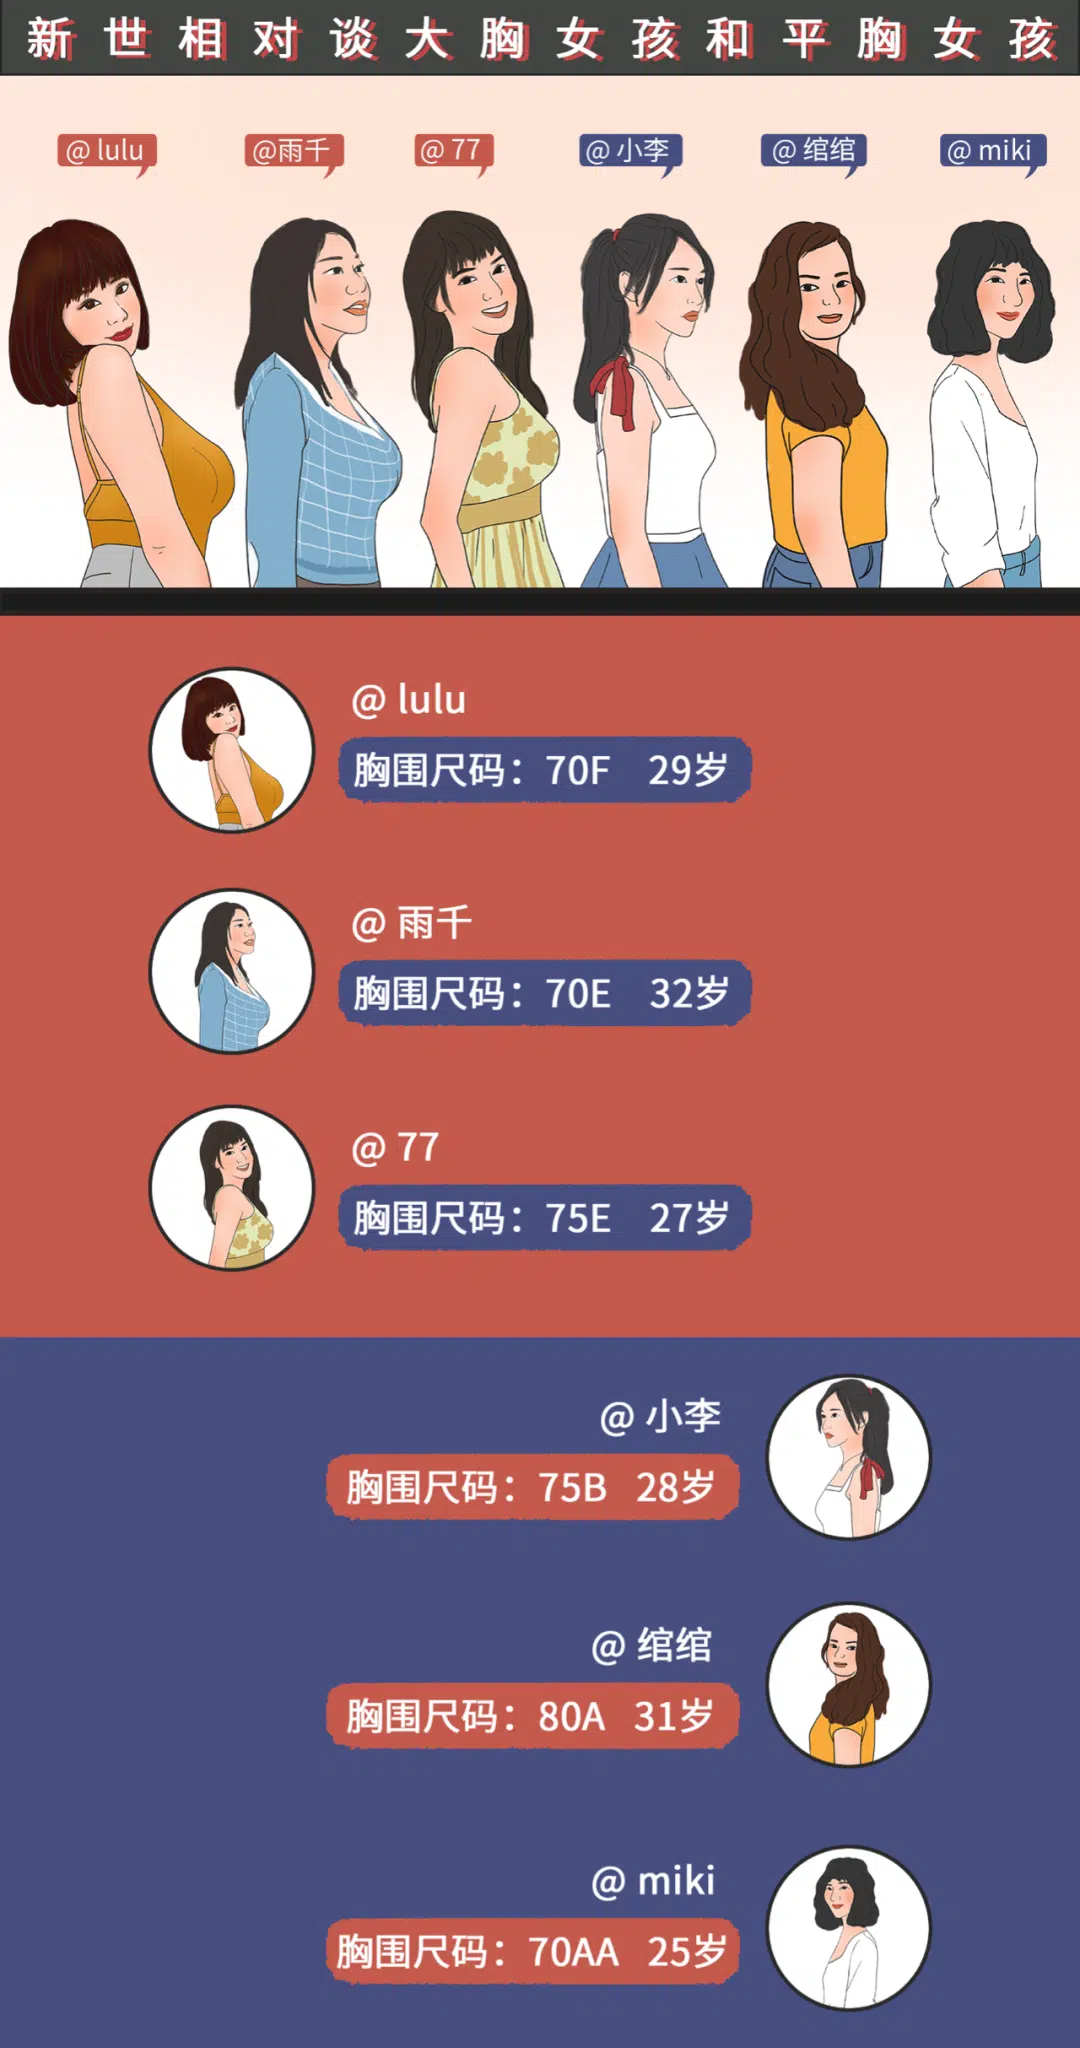 新世相对谈大胸女孩和平胸女孩
@ lulu
@雨千
@ 77
@ 小李
@ 绾绾
@ miki
@ lulu
胸围尺码：70F 29岁
@ 雨千
胸围尺码：70E 32岁
@ 77
胸围尺码：75E 27岁
@ 小李
胸围尺码：75B 28岁
@ 绾绾
胸围尺码：80A 31岁
@ miki
胸围尺码：70AA 25岁